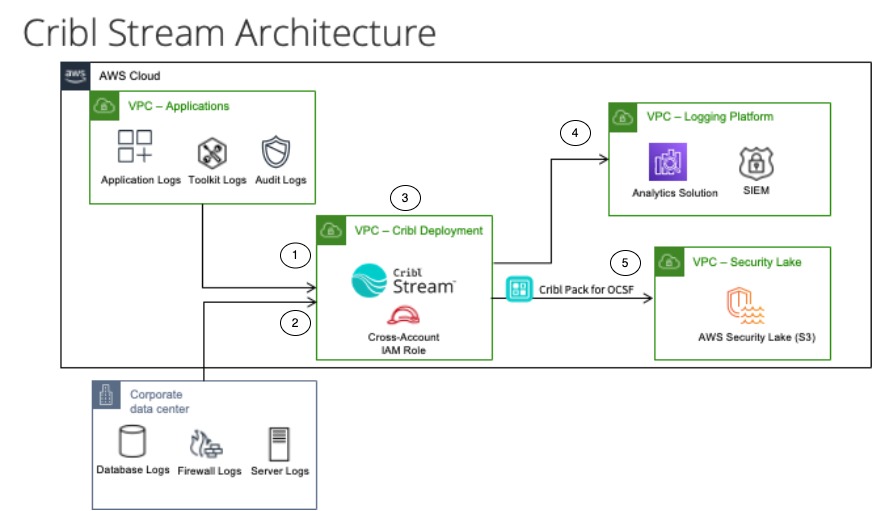 Cribl Stream Architecture
aws
AWS Cloud
VPC – Applications
Application Logs
Toolkit Logs
Audit Logs
1
2
3
VPC – Cribl Deployment
Cribl
Stream™
Cross-Account
IAM Role
4
VPC – Logging Platform
Analytics Solution
SIEM
5
Cribl Pack for OCSF
VPC – Security Lake
AWS Security Lake (S3)
Corporate
data center
Database Logs
Firewall Logs
Server Logs